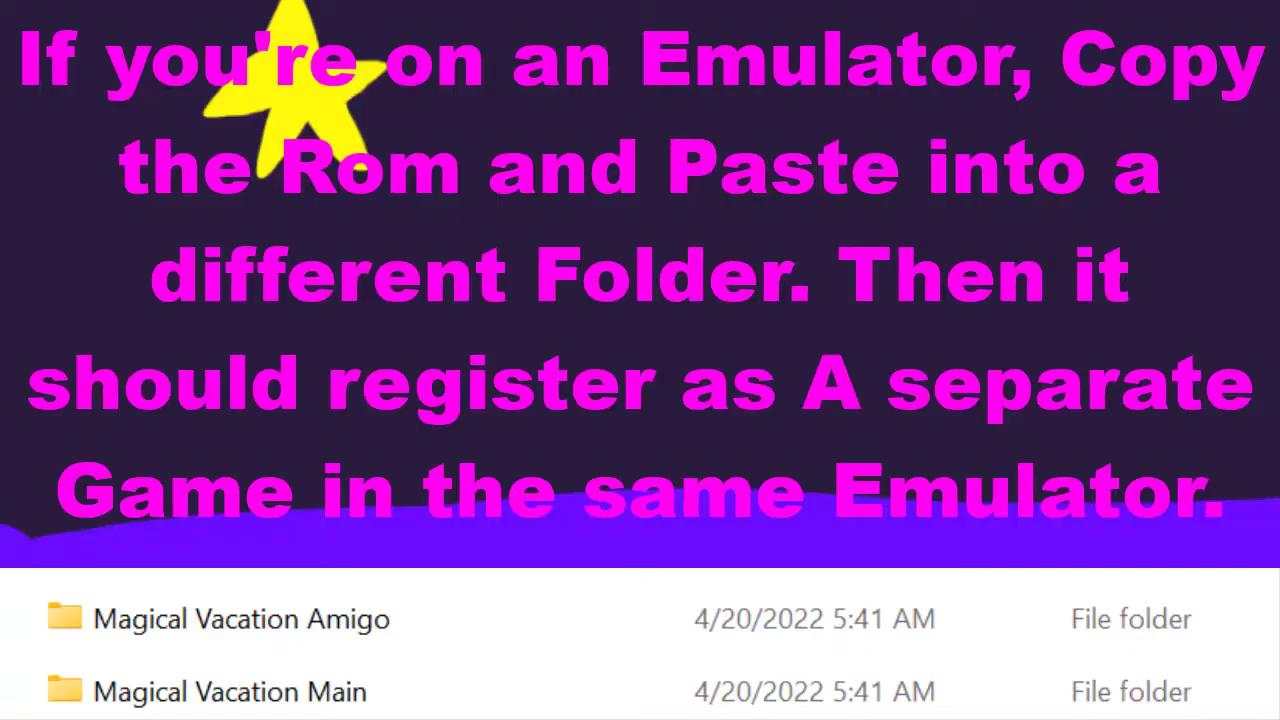 If you're on an Emulator, Copy
the Rom and Paste into a
different Folder. Then it
should register as A separate
Game in the same Emulator.
Magical Vacation Amigo 4/20/2022 5:41 AM File folder
Magical Vacation Main 4/20/2022 5:41 AM File folder